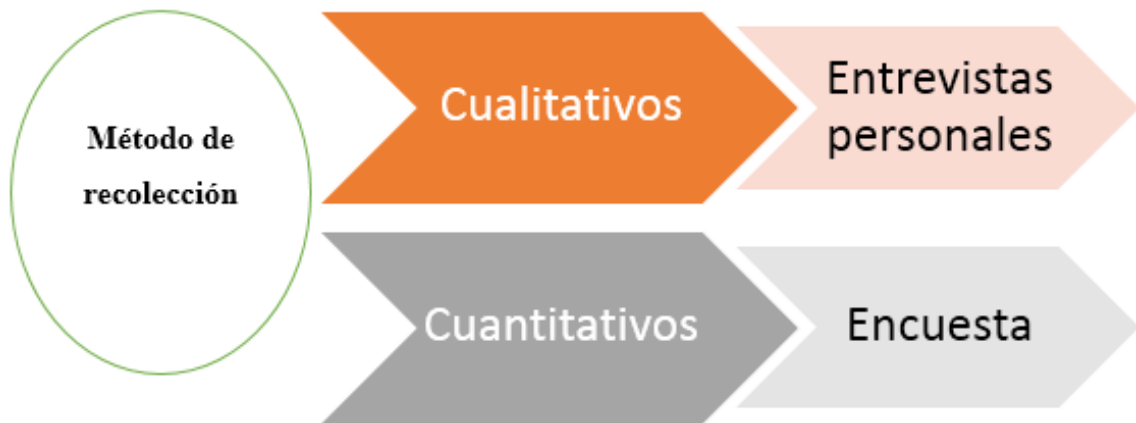 Método de
recolección
Cualitativos
Entrevistas
personales
Cuantitativos
Encuesta